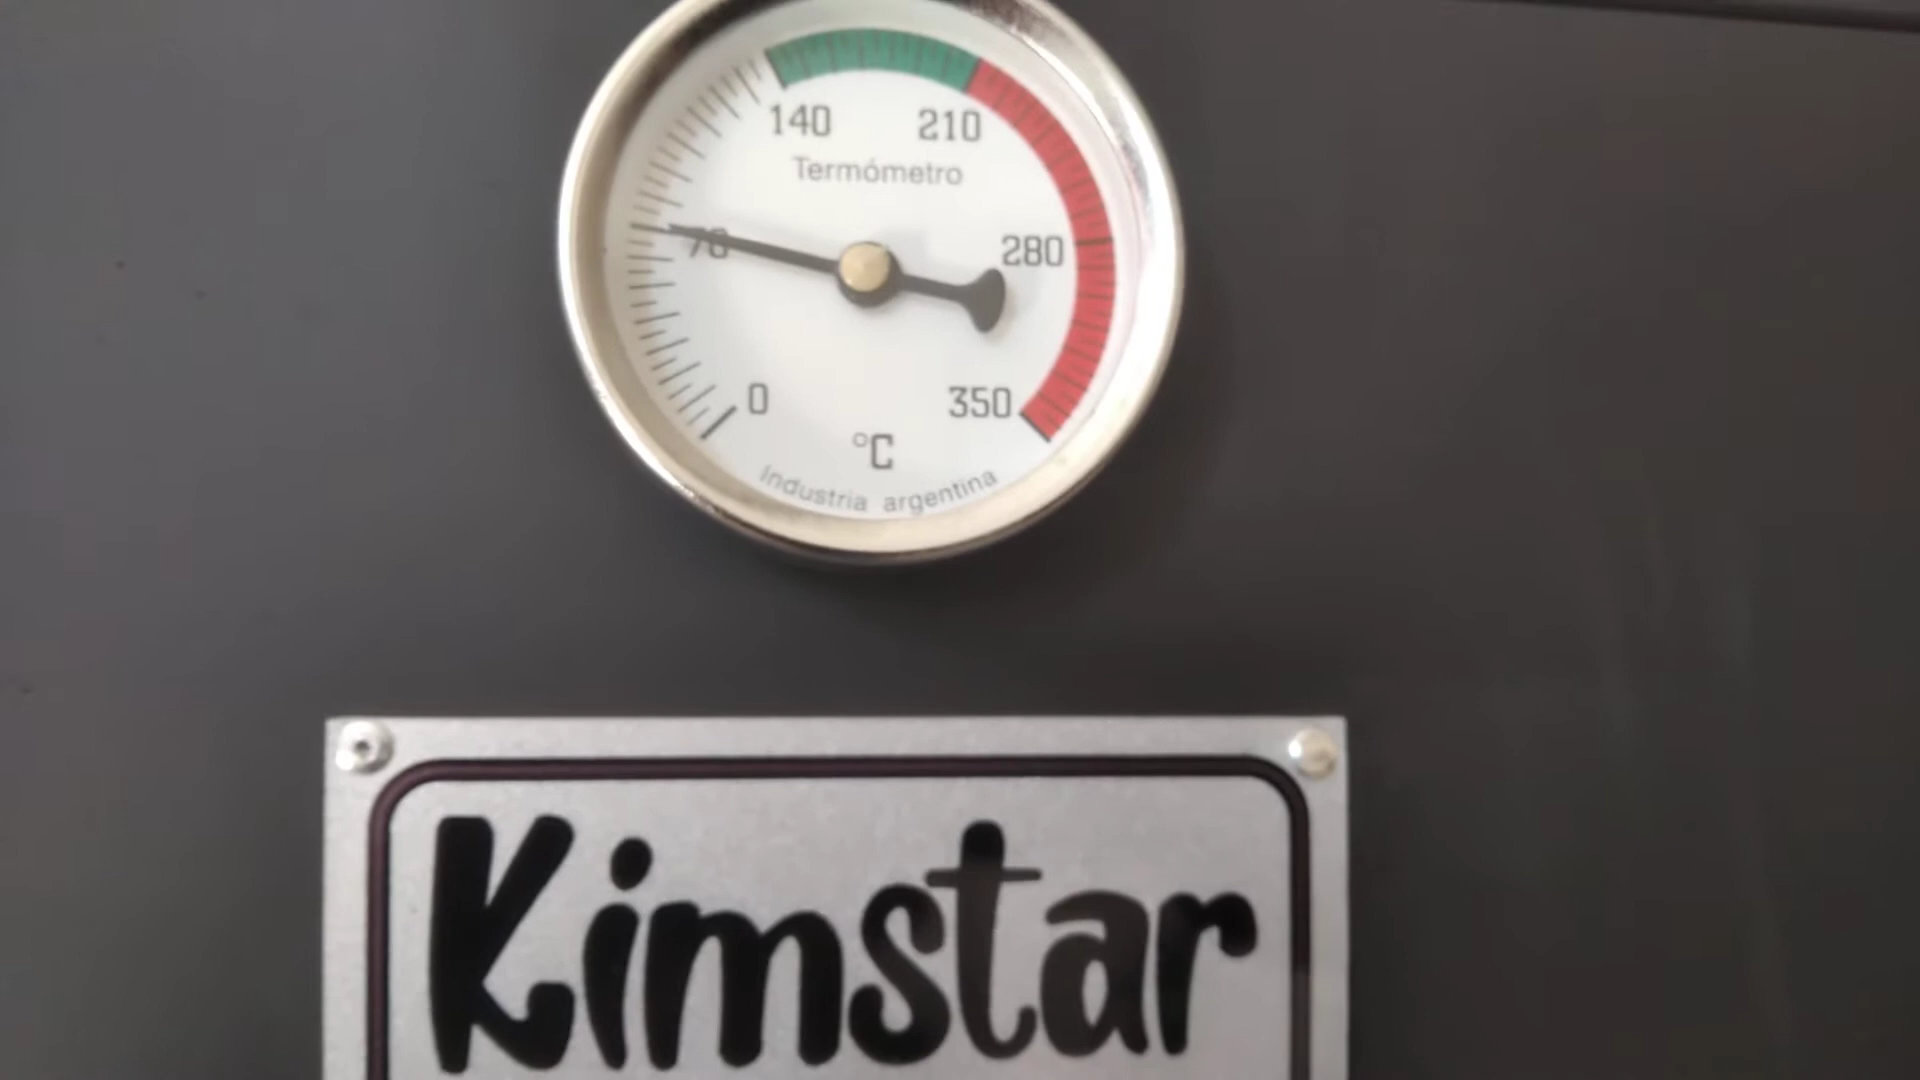 140 210
Termómetro
70 280
0 350
°C
Industria argentina
Kimstar